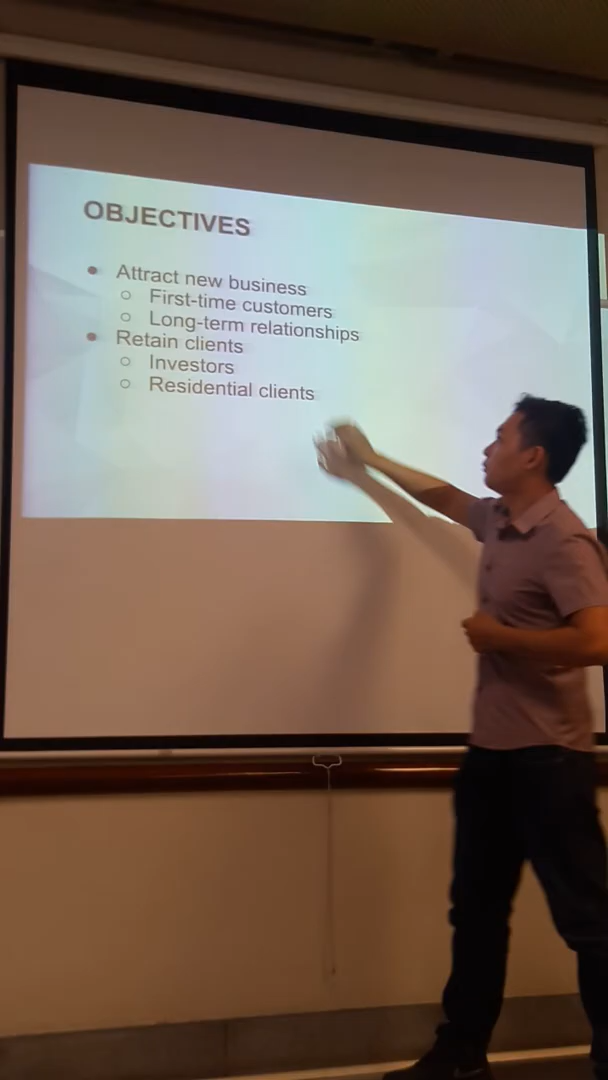 OBJECTIVES
● Attract new business
○ First-time customers
○ Long-term relationships
● Retain clients
○ Investors
○ Residential clients